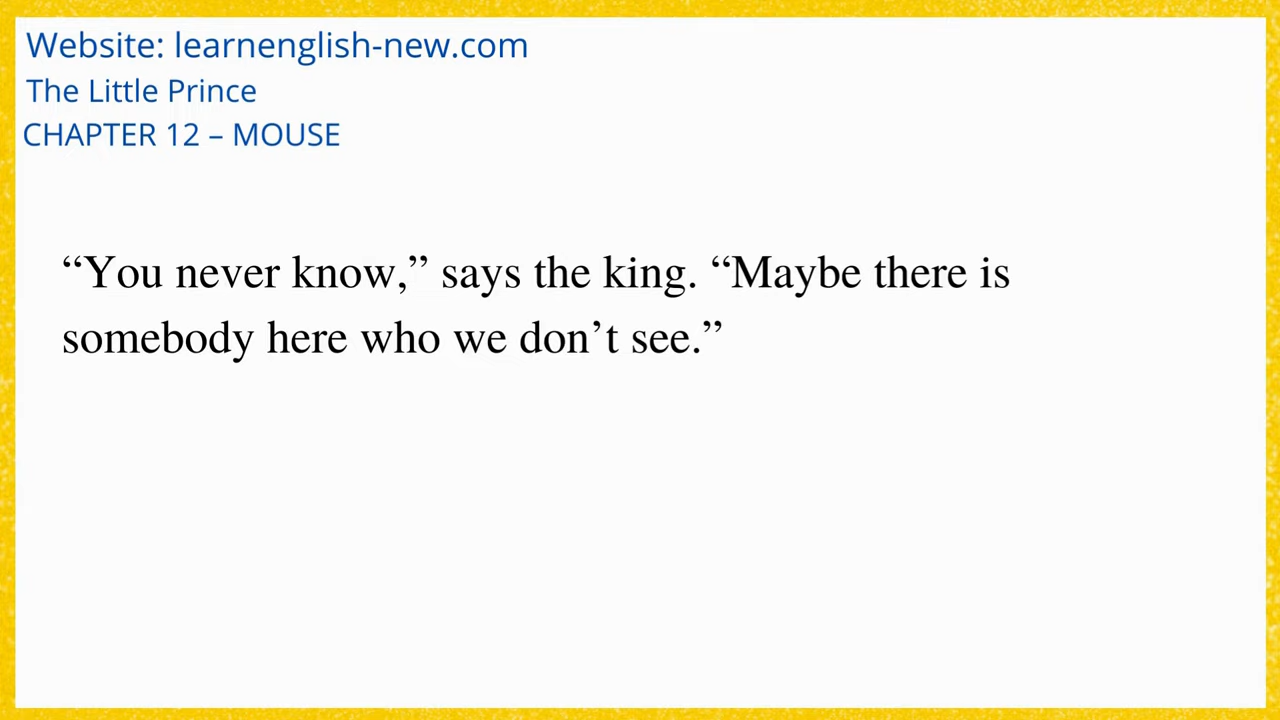 Website: learnenglish-new.com
The Little Prince
CHAPTER 12 – MOUSE
“You never know,” says the king. “Maybe there is
somebody here who we don’t see.”